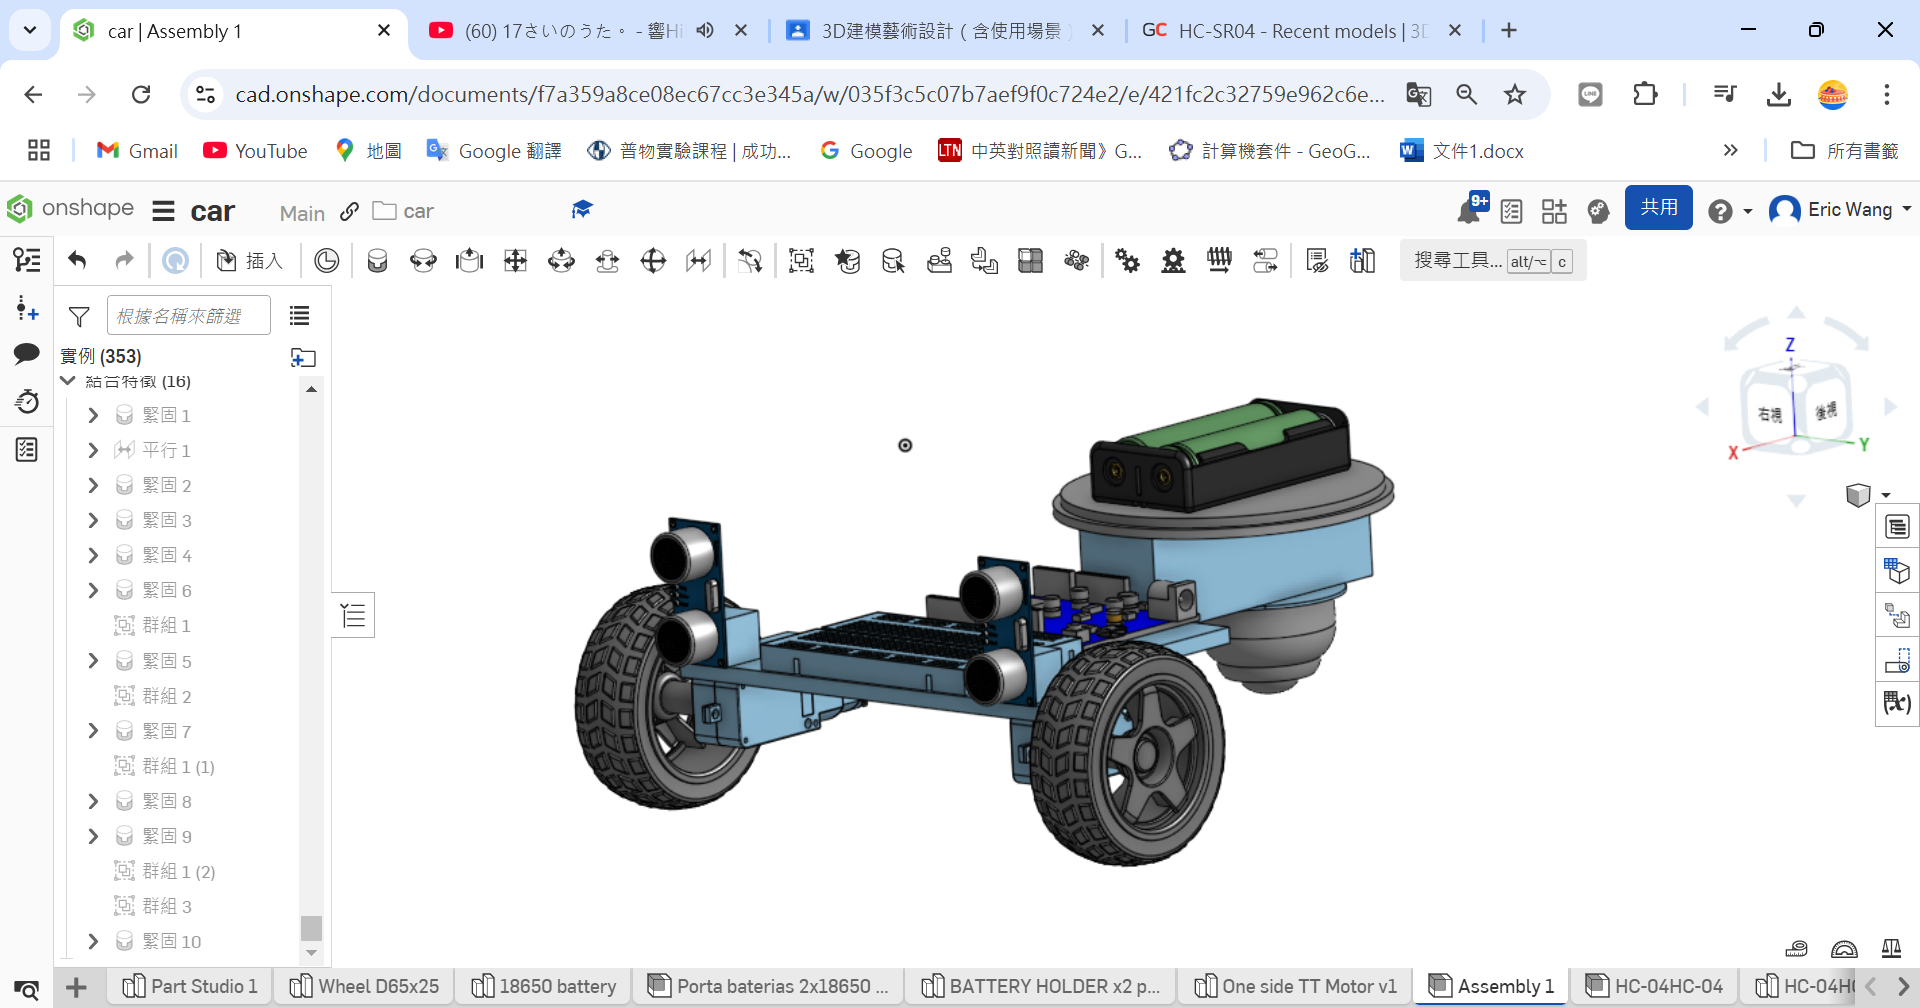 car | Assembly 1
(60) 17さいのうた。 - 響Hi
3D建模藝術設計（含使用場景）
GC HC-SR04 - Recent models | 3D
cad.onshape.com/documents/f7a359a8ce08ec67cc3e345a/w/035f3c5c07b7aef9f0c724e2/e/421fc2c32759e962c6e...
Gmail
YouTube
地圖
Google 翻譯
普物實驗課程 | 成功...
Google
LTN 中英對照讀新聞》G...
計算機套件 - GeoG...
文件1.docx
所有書籤
onshape
car
Main
car
9+
共用
Eric Wang
插入
搜尋工具... alt/⌥ c
根據名稱來篩選
實例 (353)
結合特徵 (16)
緊固 1
平行 1
緊固 2
緊固 3
緊固 4
緊固 6
群組 1
緊固 5
群組 2
緊固 7
群組 1 (1)
緊固 8
緊固 9
群組 1 (2)
群組 3
緊固 10
Z
右視
後視
X
Y
Part Studio 1
Wheel D65x25
18650 battery
Porta baterias 2x18650 ...
BATTERY HOLDER x2 p...
One side TT Motor v1
Assembly 1
HC-04HC-04
HC-04H